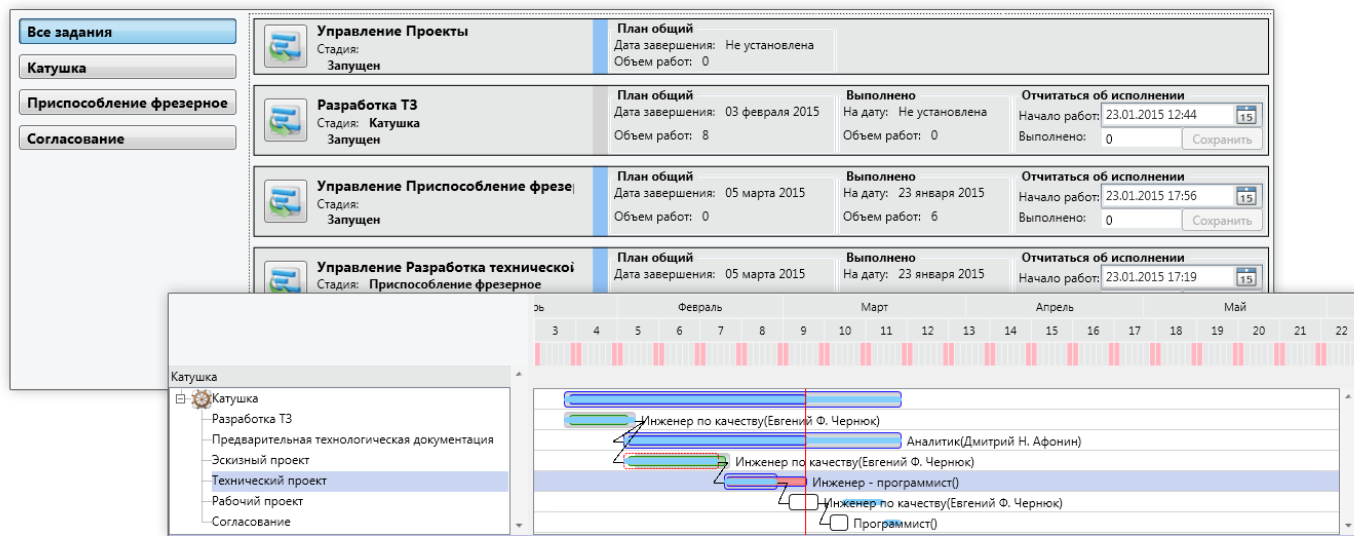 Все задания
Катушка
Приспособление фрезерное
Согласование
Управление Проекты
Стадия:
Запущен
План общий
Дата завершения: Не установлена
Объем работ: 0
Разработка ТЗ
Стадия: Катушка
Запущен
План общий
Дата завершения: 03 февраля 2015
Объем работ: 8
Выполнено
На дату: Не установлена
Объем работ: 0
Отчитаться об исполнении
Начало работ: 23.01.2015 12:44 15
Выполнено: 0 Сохранить
Управление Приспособление фрезе
Стадия:
Запущен
План общий
Дата завершения: 05 марта 2015
Объем работ: 0
Выполнено
На дату: 23 января 2015
Объем работ: 6
Отчитаться об исполнении
Начало работ: 23.01.2015 17:56 15
Выполнено: 0 Сохранить
Управление Разработка технической
Стадия: Приспособление фрезерное
План общий
Дата завершения: 05 марта 2015
Выполнено
На дату: 23 января 2015
Отчитаться об исполнении
Начало работ: 23.01.2015 17:19 15
рь Февраль Март Апрель Май
3 4 5 6 7 8 9 10 11 12 13 14 15 16 17 18 19 20 21 22
Катушка
Катушка
Разработка ТЗ
Инженер по качеству(Евгений Ф. Чернюк)
Предварительная технологическая документация
Аналитик(Дмитрий Н. Афонин)
Эскизный проект
Инженер по качеству(Евгений Ф. Чернюк)
Технический проект
Инженер - программист()
Рабочий проект
Инженер по качеству(Евгений Ф. Чернюк)
Согласование
Программист()